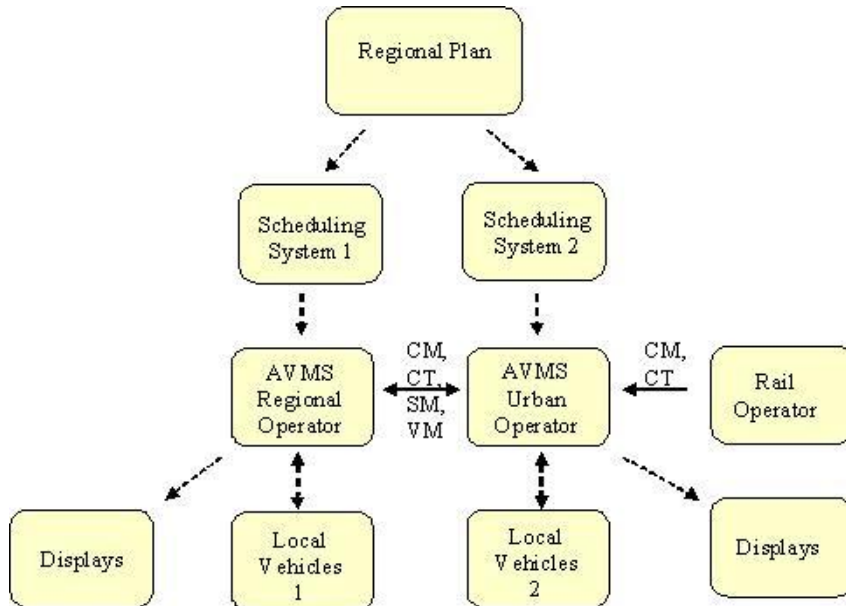 Regional Plan
Scheduling
System 1
Scheduling
System 2
AVMS
Regional
Operator
CM,
CT,
SM,
VM
AVMS
Urban
Operator
CM,
CT
Rail
Operator
Displays
Local
Vehicles
1
Local
Vehicles
2
Displays